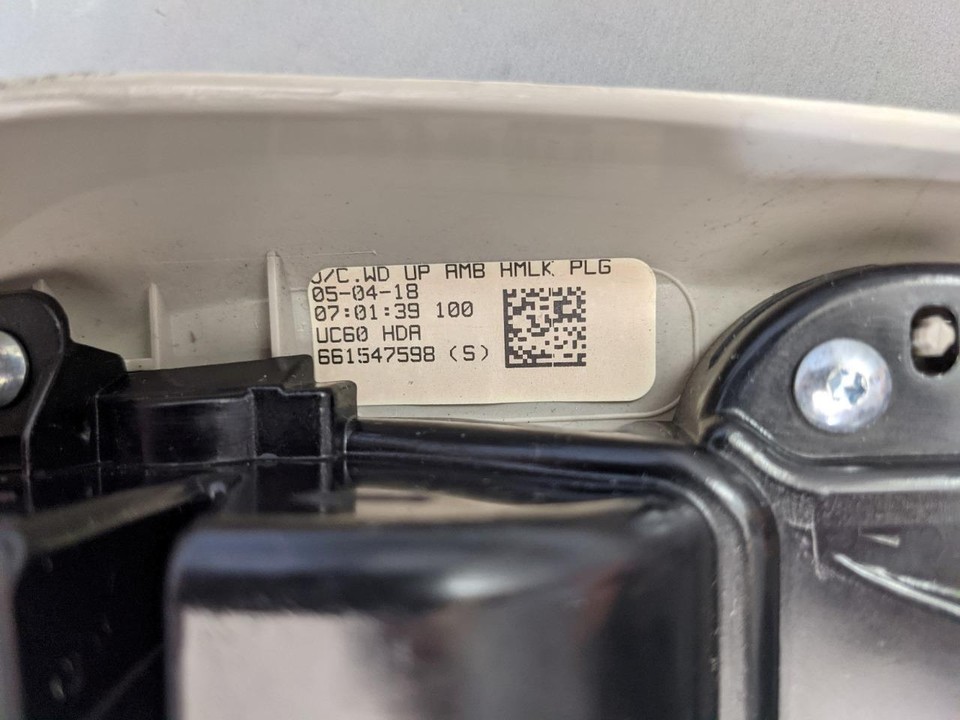 O/C.WD UP AMB HMLK PLG
05-04-18
07:01:39 100
UC60 HDA
661547598 (S)